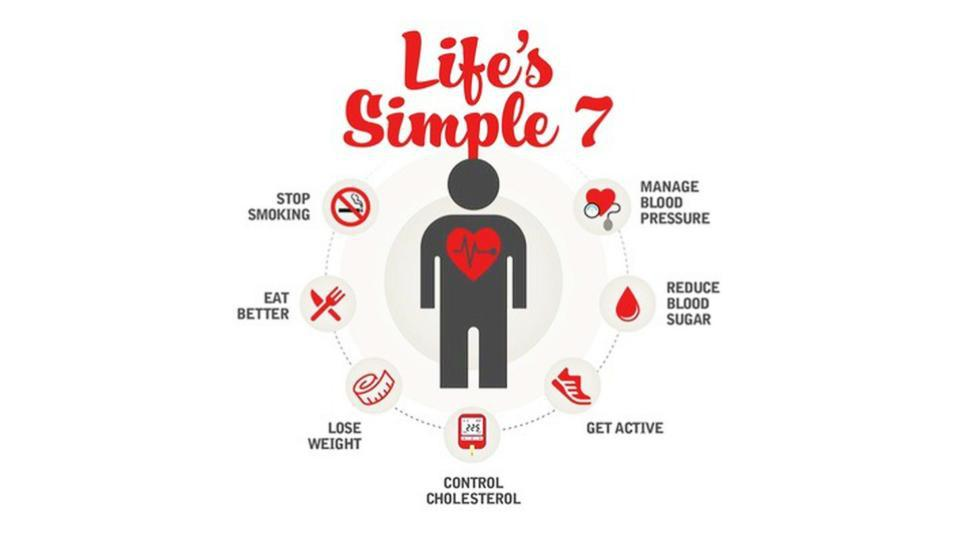 Life's
Simple 7
STOP
SMOKING
MANAGE
BLOOD
PRESSURE
EAT
BETTER
REDUCE
BLOOD
SUGAR
LOSE
WEIGHT
GET ACTIVE
225
CONTROL
CHOLESTEROL